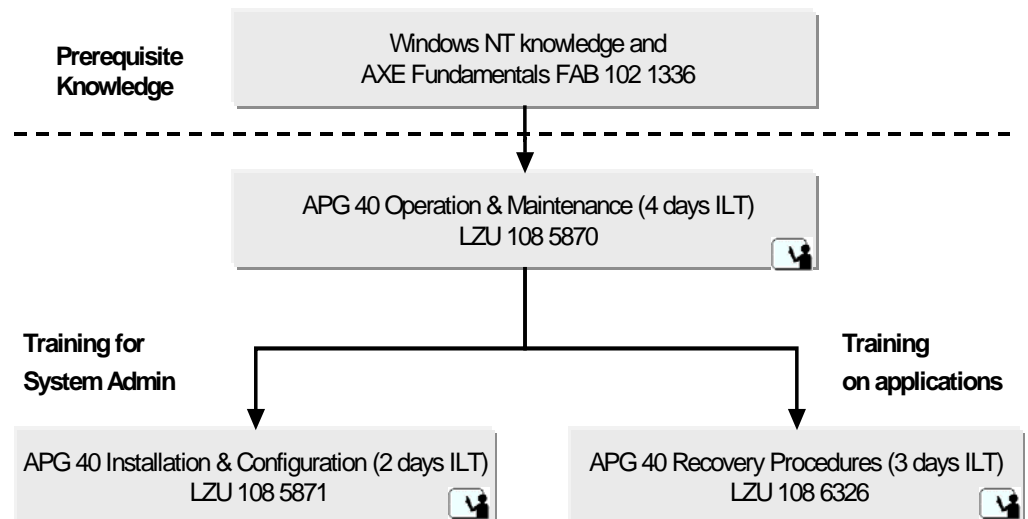 Prerequisite
Knowledge
Windows NT knowledge and
AXE Fundamentals FAB 102 1336
APG 40 Operation & Maintenance (4 days ILT)
LZU 108 5870
Training for
System Admin
Training
on applications
APG 40 Installation & Configuration (2 days ILT)
LZU 108 5871
APG 40 Recovery Procedures (3 days ILT)
LZU 108 6326